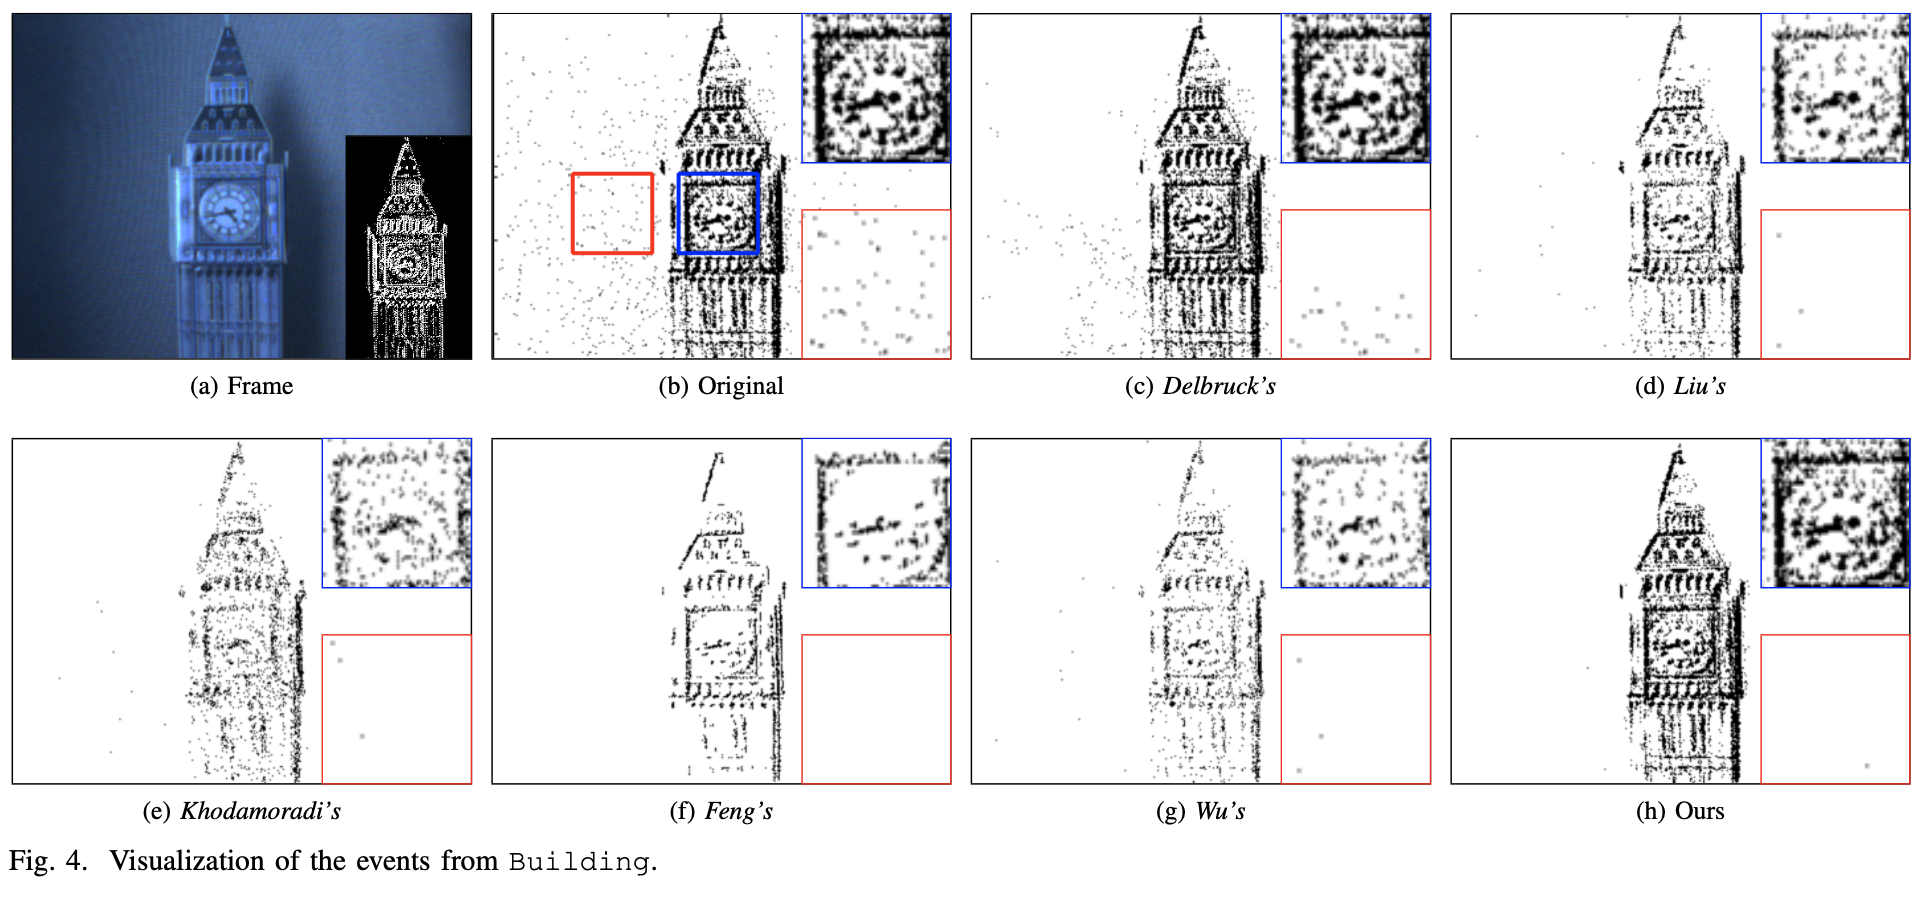 (a) Frame
(b) Original
(c) Delbruck's
(d) Liu's
(e) Khodamoradi's
(f) Feng's
(g) Wu's
(h) Ours
Fig. 4. Visualization of the events from Building.